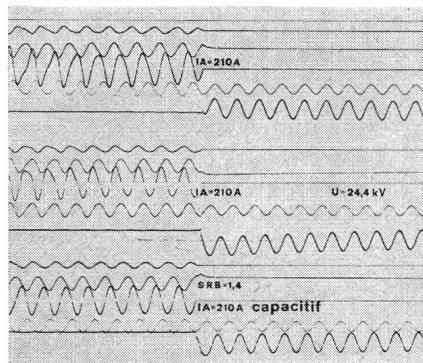 IA=210A
IA=210A U=24,4 kV
SRB=1,4
IA=210A capacitif